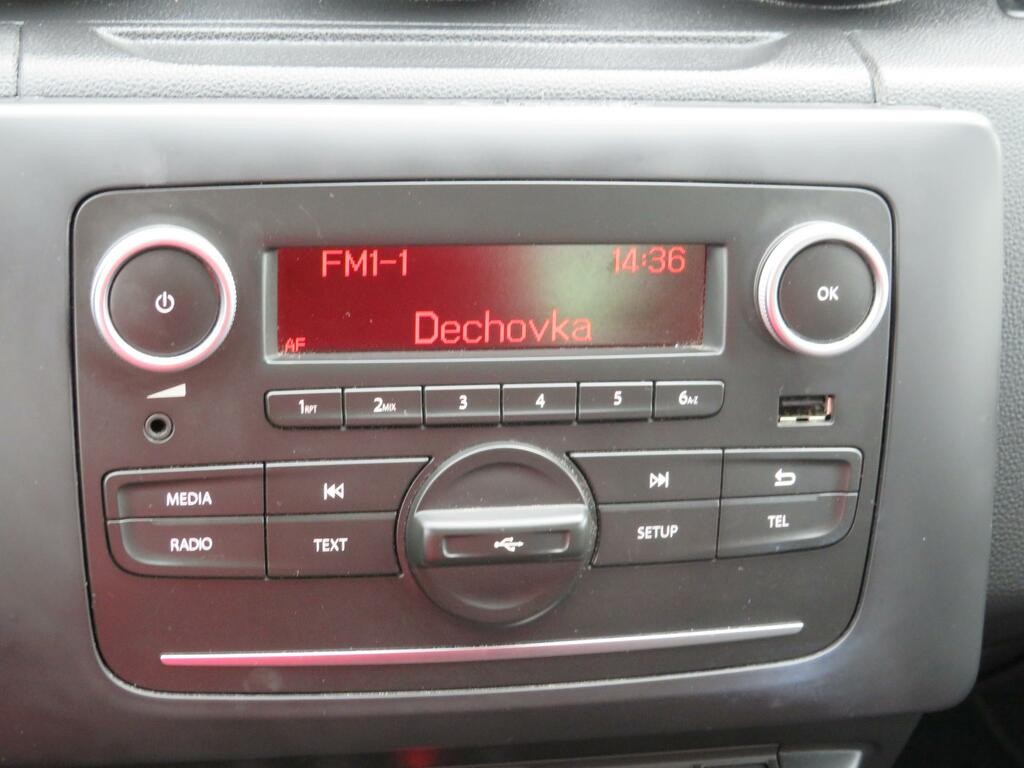 FM1-1 14:36
Dechovka
AF
OK
1RPT 2MIX 3 4 5 6A-Z
MEDIA
RADIO TEXT SETUP TEL